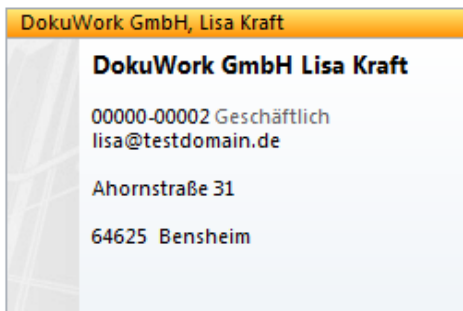 DokuWork GmbH, Lisa Kraft
DokuWork GmbH Lisa Kraft
00000-00002 Geschäftlich
lisa@testdomain.de
Ahornstraße 31
64625  Bensheim